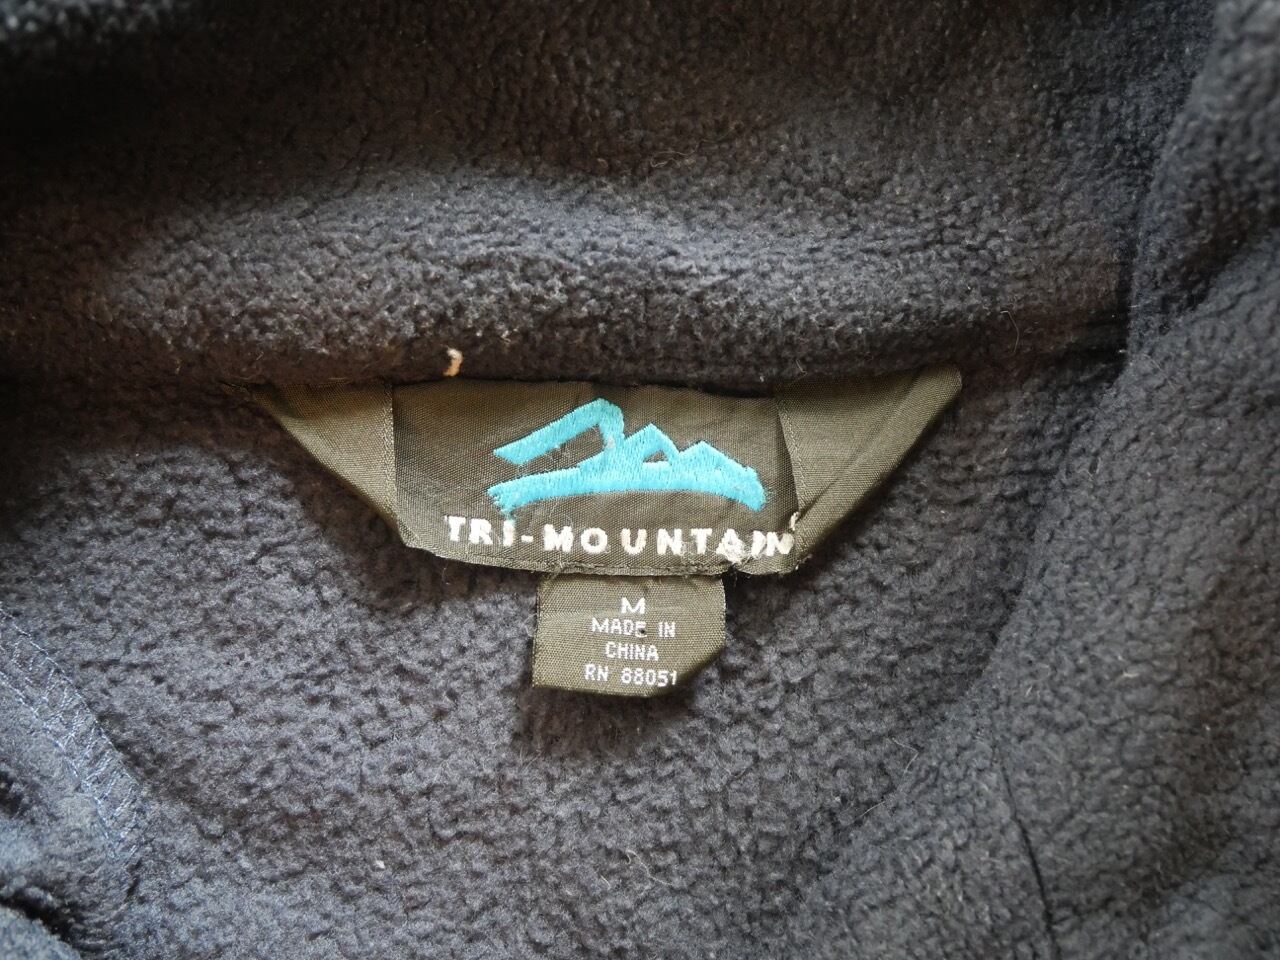 TRI-MOUNTAIN
M
MADE IN
CHINA
RN 88051